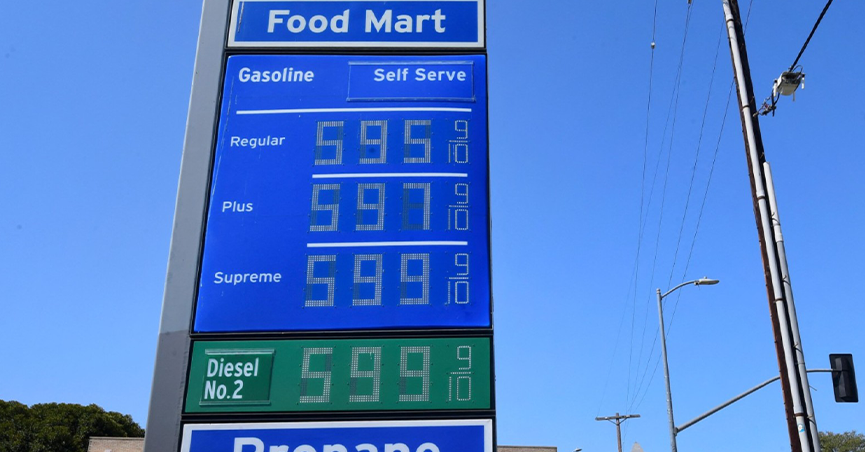 Food Mart
Gasoline Self Serve
Regular 595 9/10
Plus 597 9/10
Supreme 599 9/10
Diesel
No.2 599 9/10
Propane